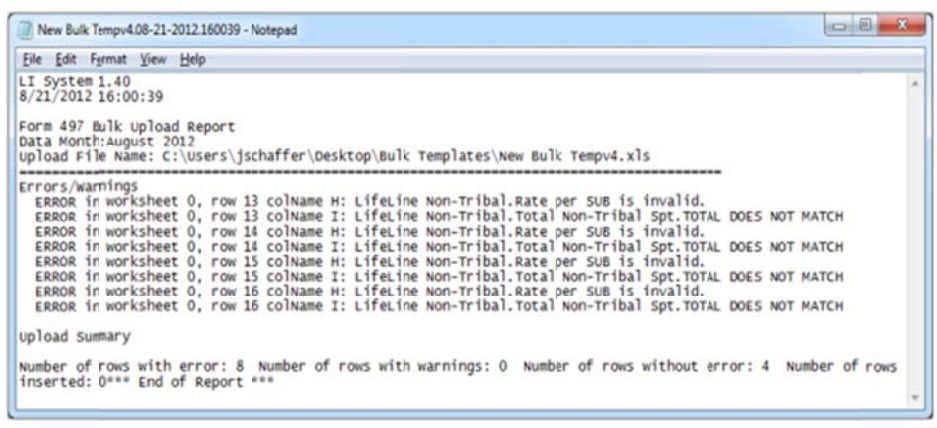 New Bulk Tempv4.08-21-2012.160039 - Notepad
File Edit Format View Help
LI System 1.40
8/21/2012 16:00:39
Form 497 Bulk Upload Report
Data Month:August 2012
Upload File Name: C:\Users\jschaffer\Desktop\Bulk Templates\New Bulk Tempv4.xls
================================================================================
Errors/Warnings
ERROR in worksheet 0, row 13 colName H: LifeLine Non-Tribal.Rate per SUB is invalid.
ERROR in worksheet 0, row 13 colName I: LifeLine Non-Tribal.Total Non-Tribal Spt.TOTAL DOES NOT MATCH
ERROR in worksheet 0, row 14 colName H: LifeLine Non-Tribal.Rate per SUB is invalid.
ERROR in worksheet 0, row 14 colName I: LifeLine Non-Tribal.Total Non-Tribal Spt.TOTAL DOES NOT MATCH
ERROR in worksheet 0, row 15 colName H: LifeLine Non-Tribal.Rate per SUB is invalid.
ERROR in worksheet 0, row 15 colName I: LifeLine Non-Tribal.Total Non-Tribal Spt.TOTAL DOES NOT MATCH
ERROR in worksheet 0, row 16 colName H: LifeLine Non-Tribal.Rate per SUB is invalid.
ERROR in worksheet 0, row 16 colName I: LifeLine Non-Tribal.Total Non-Tribal Spt.TOTAL DOES NOT MATCH
Upload Summary
Number of rows with error: 8 Number of rows with warnings: 0 Number of rows without error: 4 Number of rows
inserted: 0*** End of Report ***